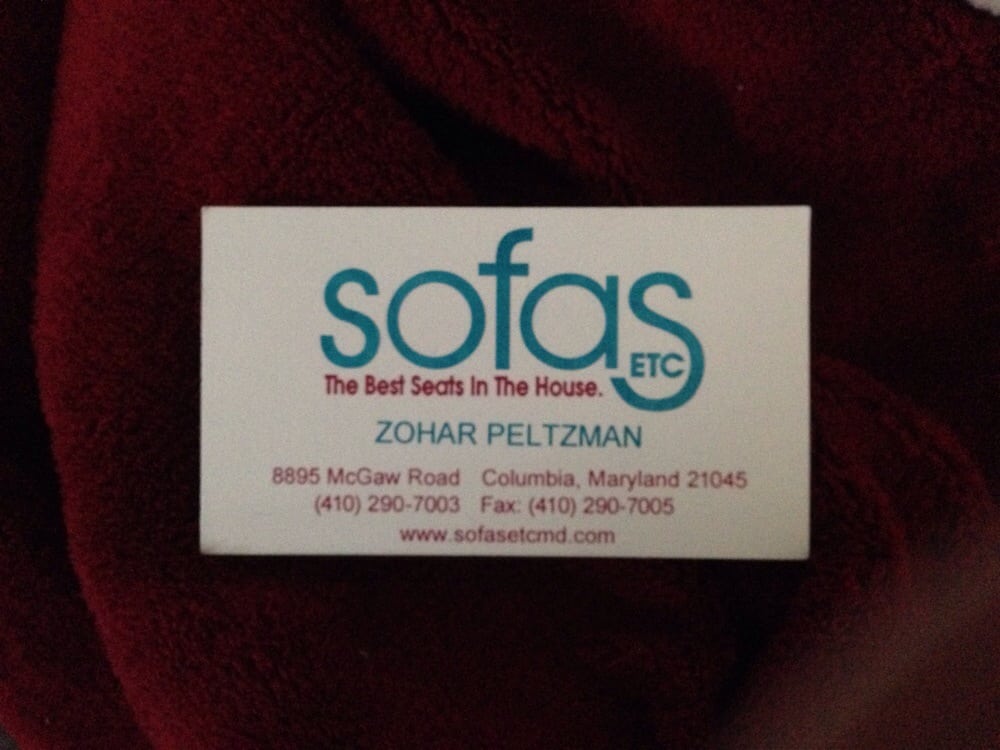 sofas ETC
The Best Seats In The House.
ZOHAR PELTZMAN
8895 McGaw Road Columbia, Maryland 21045
(410) 290-7003 Fax: (410) 290-7005
www.sofasetcmd.com